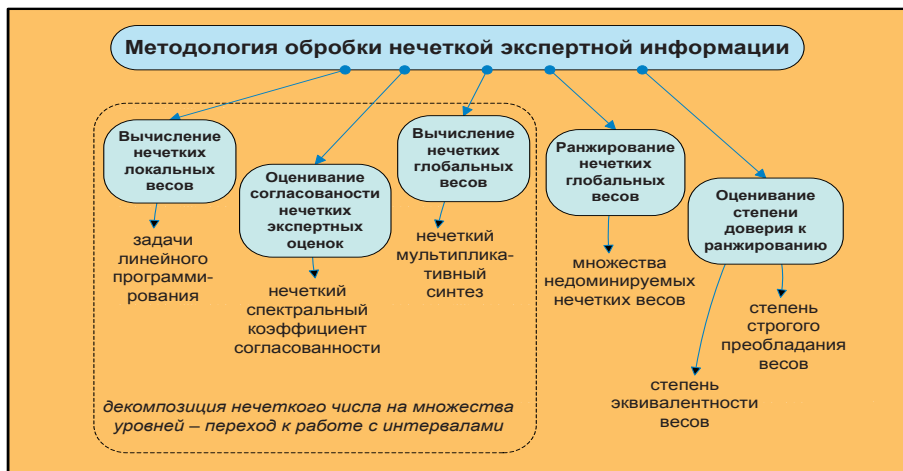 Методология обробки нечеткой экспертной информации
Вычисление
нечетких
локальных
весов
задачи
линейного
программи-
рования
Оценивание
согласованости
нечетких
экспертных
оценок
нечеткий
спектральный
коэффициент
согласованности
Вычисление
нечетких
глобальных
весов
нечеткий
мультиплика-
тивный
синтез
декомпозиция нечеткого числа на множества
уровней – переход к работе с интервалами
Ранжирование
нечетких
глобальных
весов
множества
недоминируемых
нечетких весов
Оценивание
степени
доверия к
ранжированию
степень
эквивалентности
весов
степень
строгого
преобладания
весов